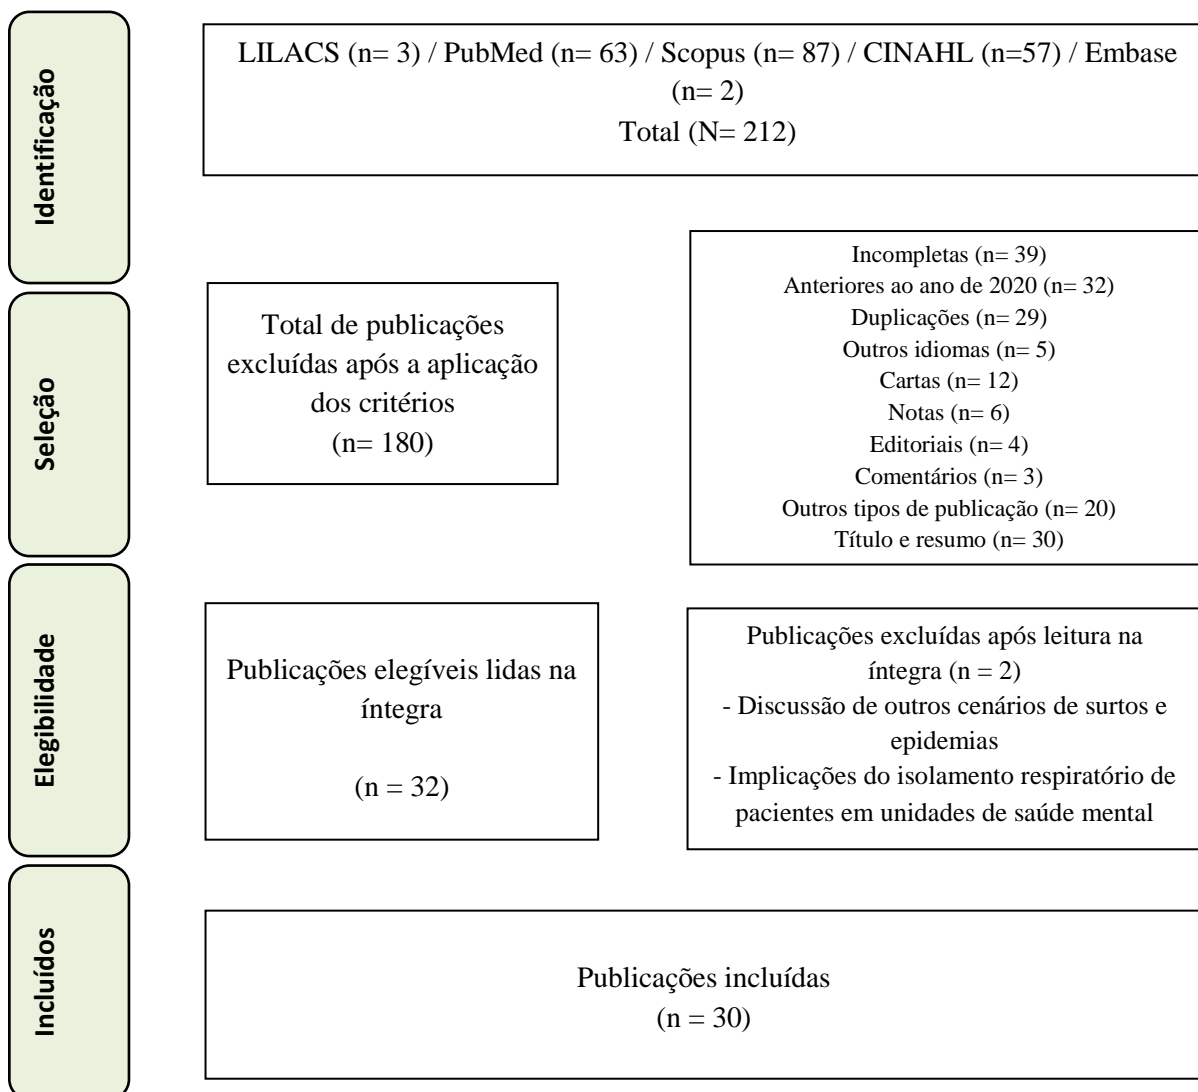 Identificação
LILACS (n= 3) / PubMed (n= 63) / Scopus (n= 87) / CINAHL (n=57) / Embase
(n= 2)
Total (N= 212)
Seleção
Total de publicações
excluídas após a aplicação
dos critérios
(n= 180)
Incompletas (n= 39)
Anteriores ao ano de 2020 (n= 32)
Duplicações (n= 29)
Outros idiomas (n= 5)
Cartas (n= 12)
Notas (n= 6)
Editoriais (n= 4)
Comentários (n= 3)
Outros tipos de publicação (n= 20)
Título e resumo (n= 30)
Elegibilidade
Publicações elegíveis lidas na
íntegra
(n = 32)
Publicações excluídas após leitura na
íntegra (n = 2)
- Discussão de outros cenários de surtos e
epidemias
- Implicações do isolamento respiratório de
pacientes em unidades de saúde mental
Incluídos
Publicações incluídas
(n = 30)